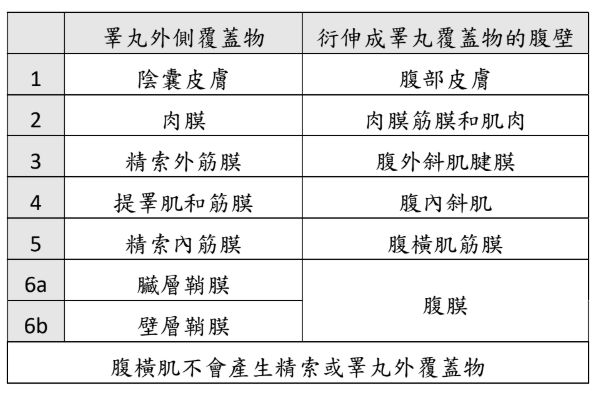 睪丸外側覆蓋物 衍伸成睪丸覆蓋物的腹壁
1 陰囊皮膚 腹部皮膚
2 肉膜 肉膜筋膜和肌肉
3 精索外筋膜 腹外斜肌腱膜
4 提睪肌和筋膜 腹內斜肌
5 精索內筋膜 腹橫肌筋膜
6a 臟層鞘膜 腹膜
6b 壁層鞘膜
腹橫肌不會產生精索或睪丸外覆蓋物